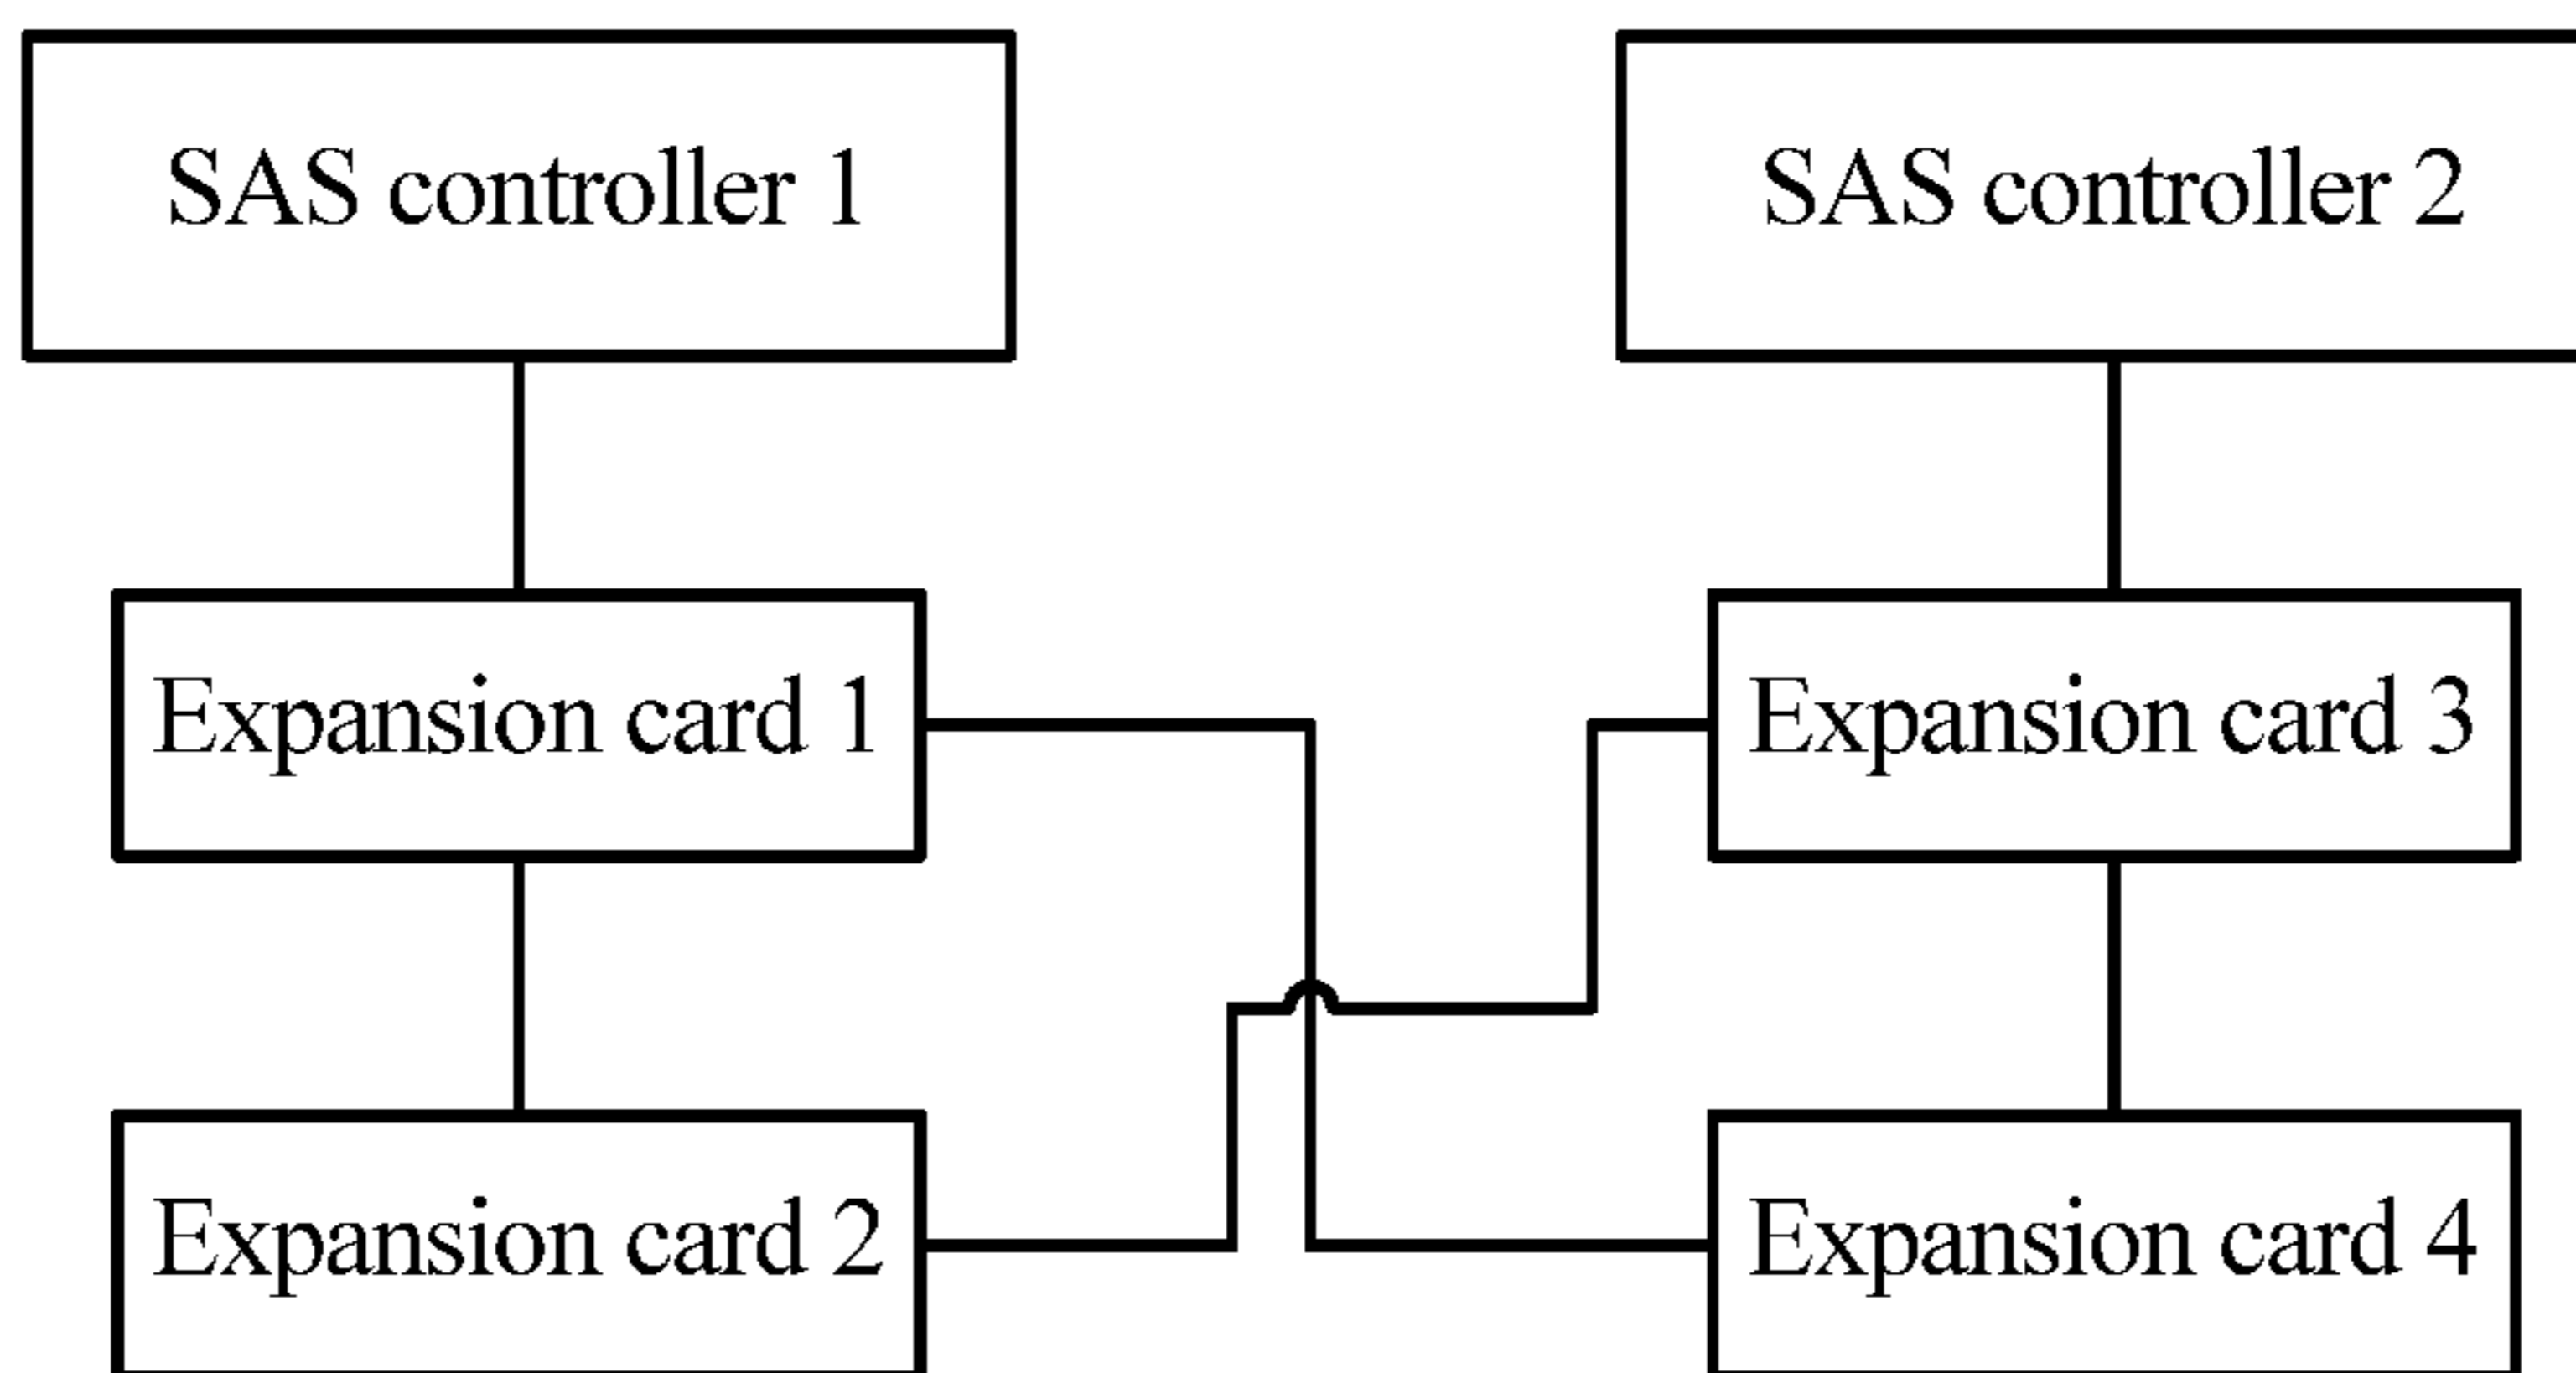 SAS controller 1
SAS controller 2
Expansion card 1
Expansion card 3
Expansion card 2
Expansion card 4